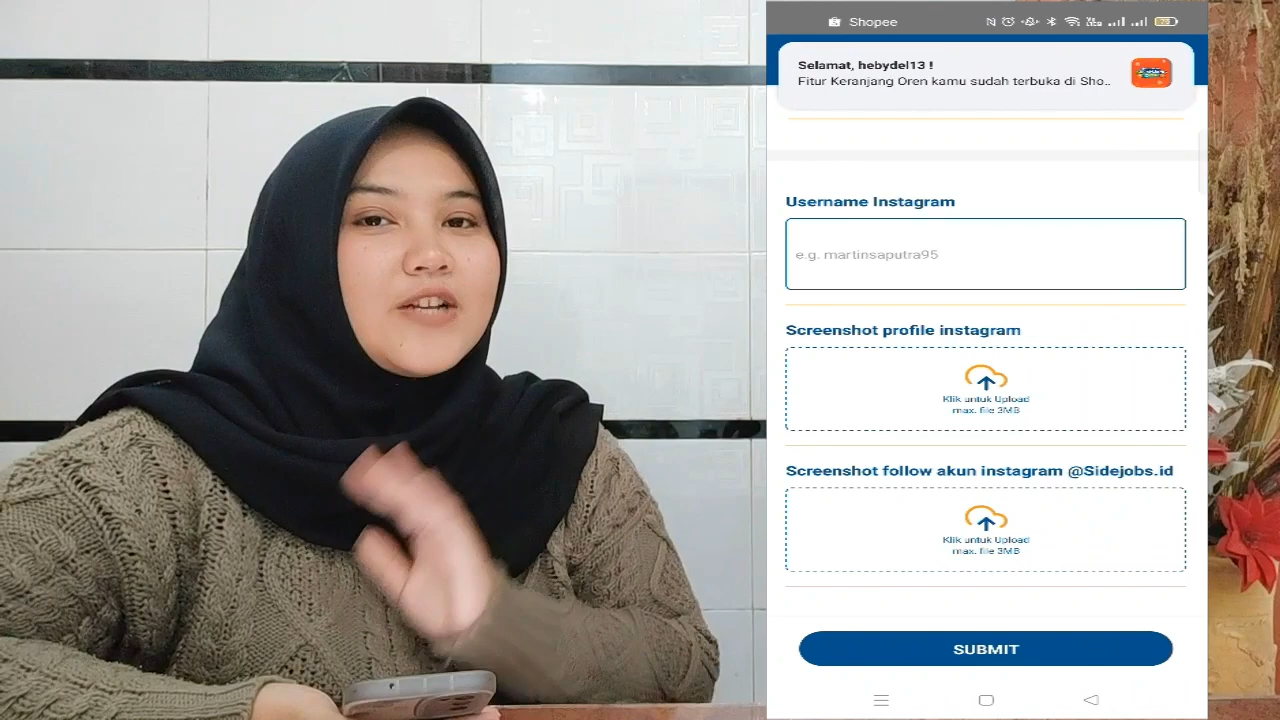 Shopee
Selamat, hebydel13 !
Fitur Keranjang Oren kamu sudah terbuka di Sho..
Username Instagram
e.g. martinsaputra95
Screenshot profile instagram
Klik untuk Upload
max. file 3MB
Screenshot follow akun instagram @Sidejobs.id
Klik untuk Upload
max. file 3MB
SUBMIT